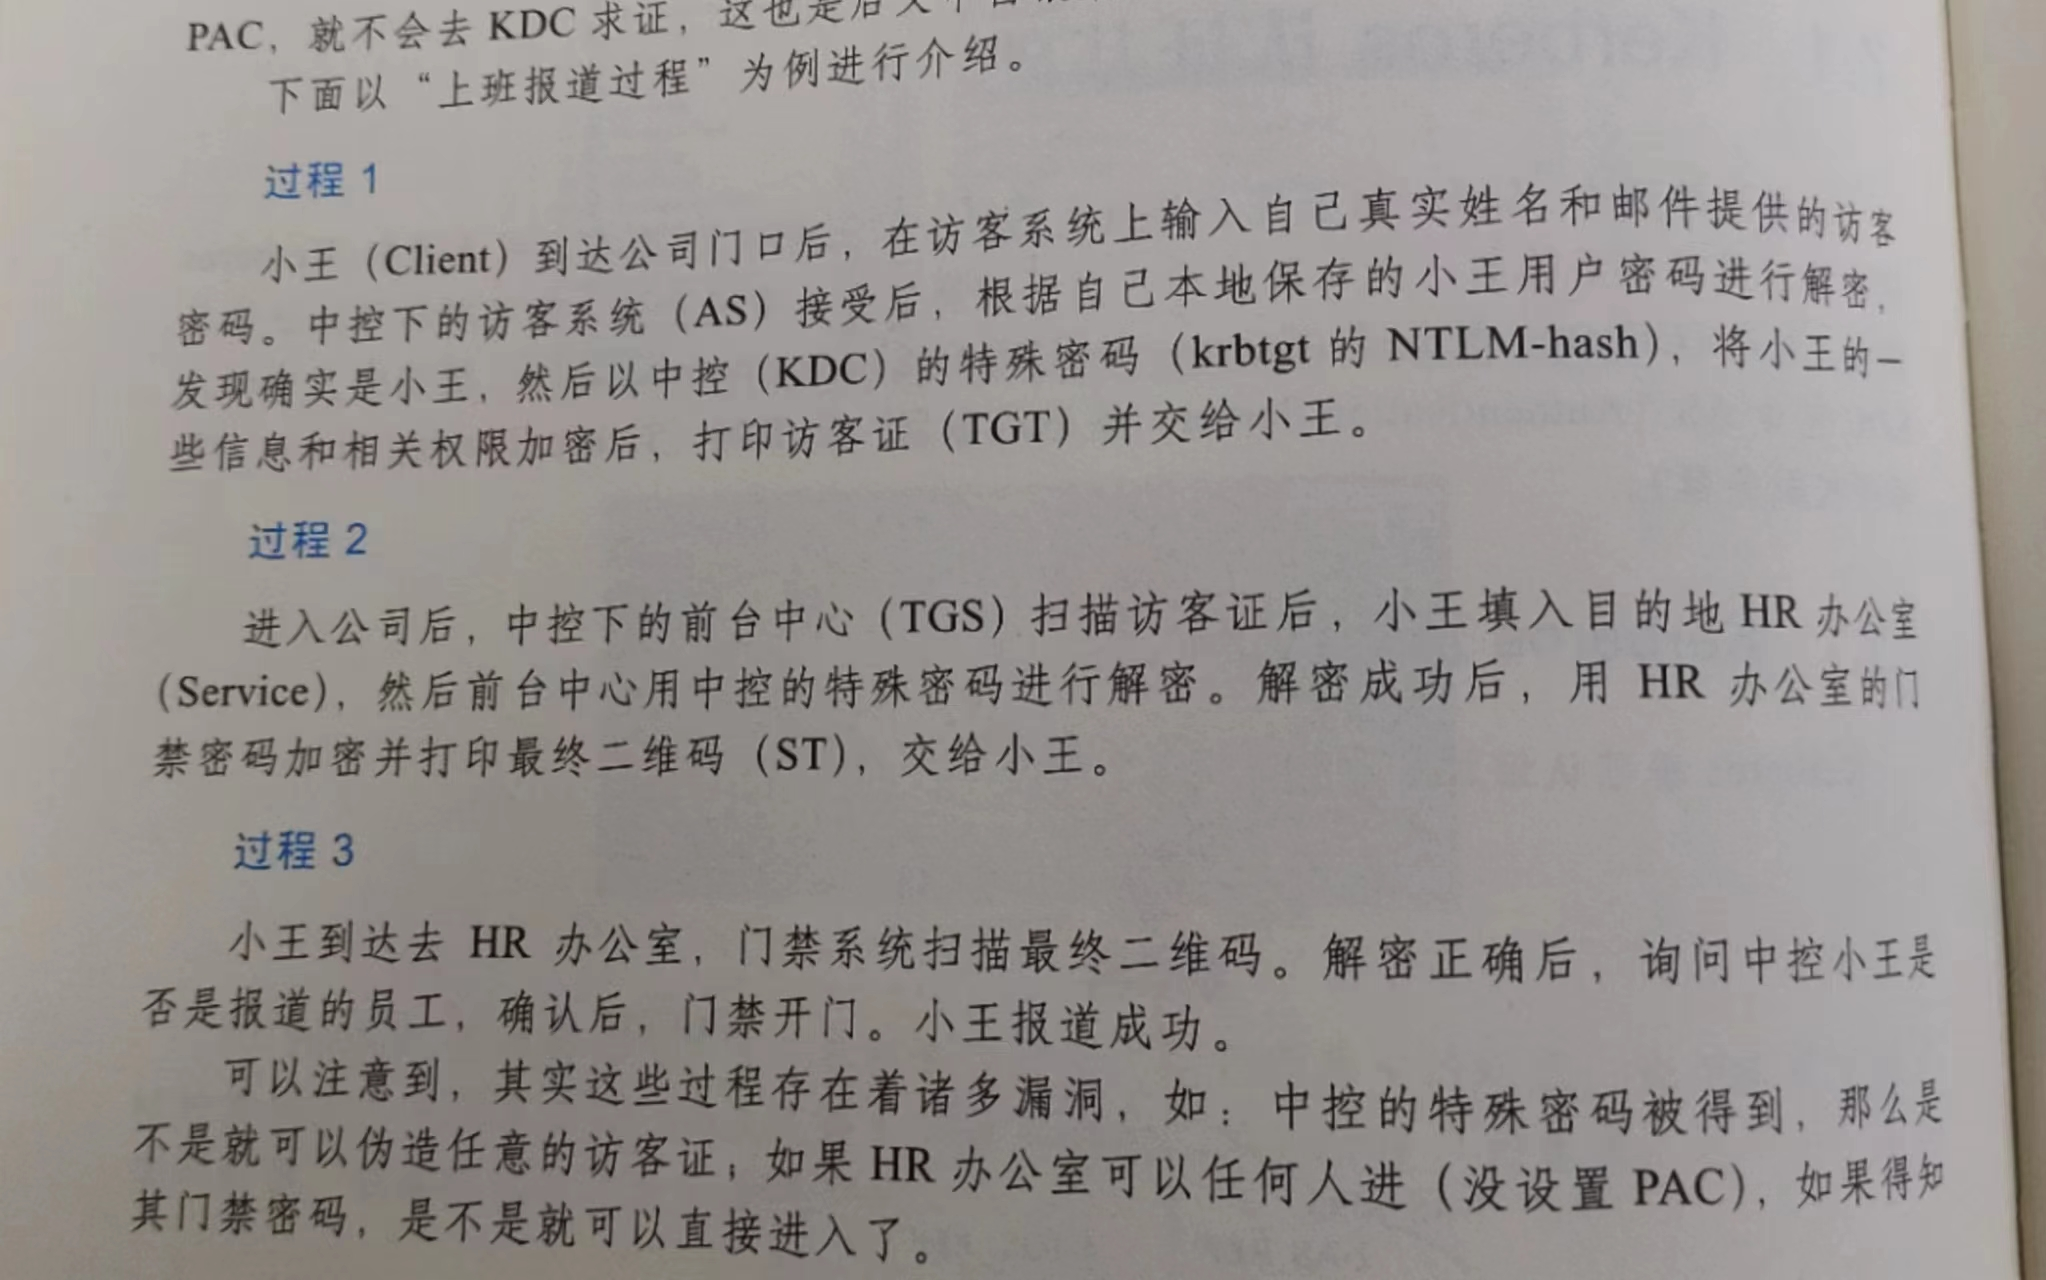 PAC，就不会去 KDC 求证，这也是后
下面以“上班报道过程”为例进行介绍。
过程 1
小王（Client）到达公司门口后，在访客系统上输入自己真实姓名和邮件提供的访客
密码。中控下的访客系统（AS）接受后，根据自己本地保存的小王用户密码进行解密，
发现确实是小王，然后以中控（KDC）的特殊密码（krbtgt 的 NTLM-hash），将小王的一
些信息和相关权限加密后，打印访客证（TGT）并交给小王。
过程 2
进入公司后，中控下的前台中心（TGS）扫描访客证后，小王填入目的地 HR 办公室
（Service），然后前台中心用中控的特殊密码进行解密。解密成功后，用 HR 办公室的门
禁密码加密并打印最终二维码（ST），交给小王。
过程 3
小王到达去 HR 办公室，门禁系统扫描最终二维码。解密正确后，询问中控小王是
否是报道的员工，确认后，门禁开门。小王报道成功。
可以注意到，其实这些过程存在着诸多漏洞，如：中控的特殊密码被得到，那么是
不是就可以伪造任意的访客证；如果 HR 办公室可以任何人进（没设置 PAC），如果得知
其门禁密码，是不是就可以直接进入了。